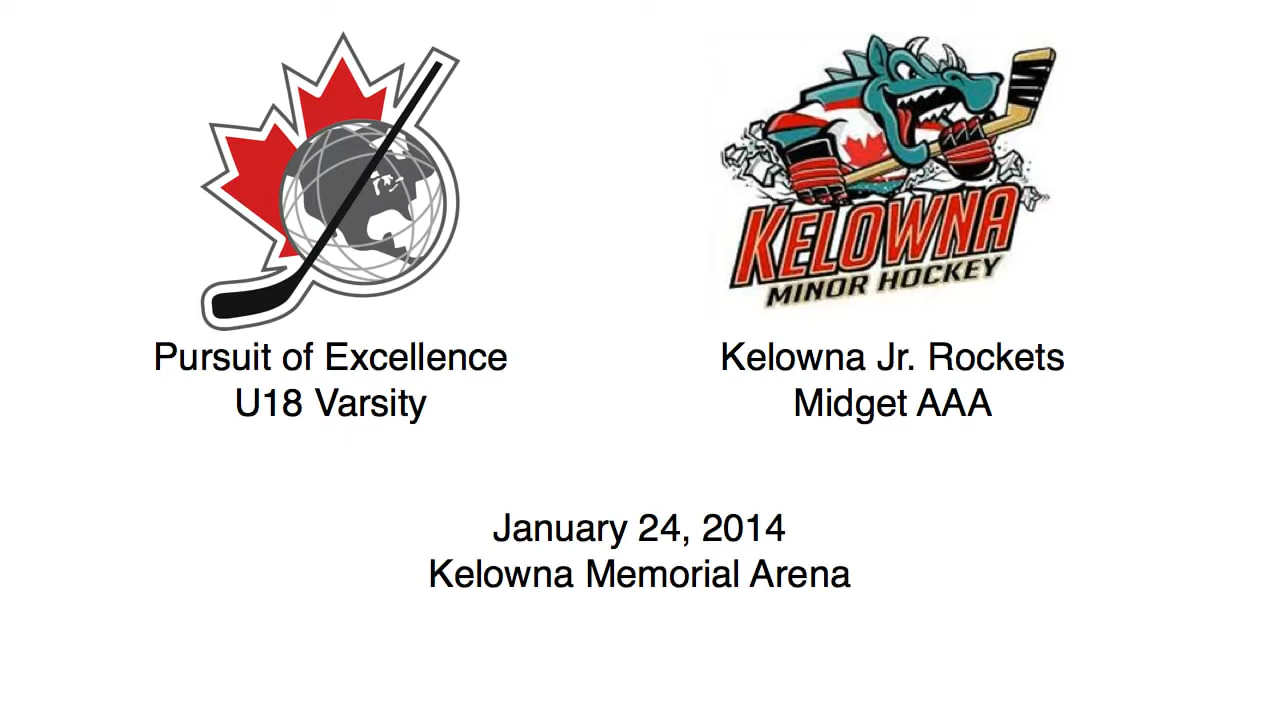 KELOWNA
MINOR HOCKEY
Pursuit of Excellence
U18 Varsity
Kelowna Jr. Rockets
Midget AAA
January 24, 2014
Kelowna Memorial Arena